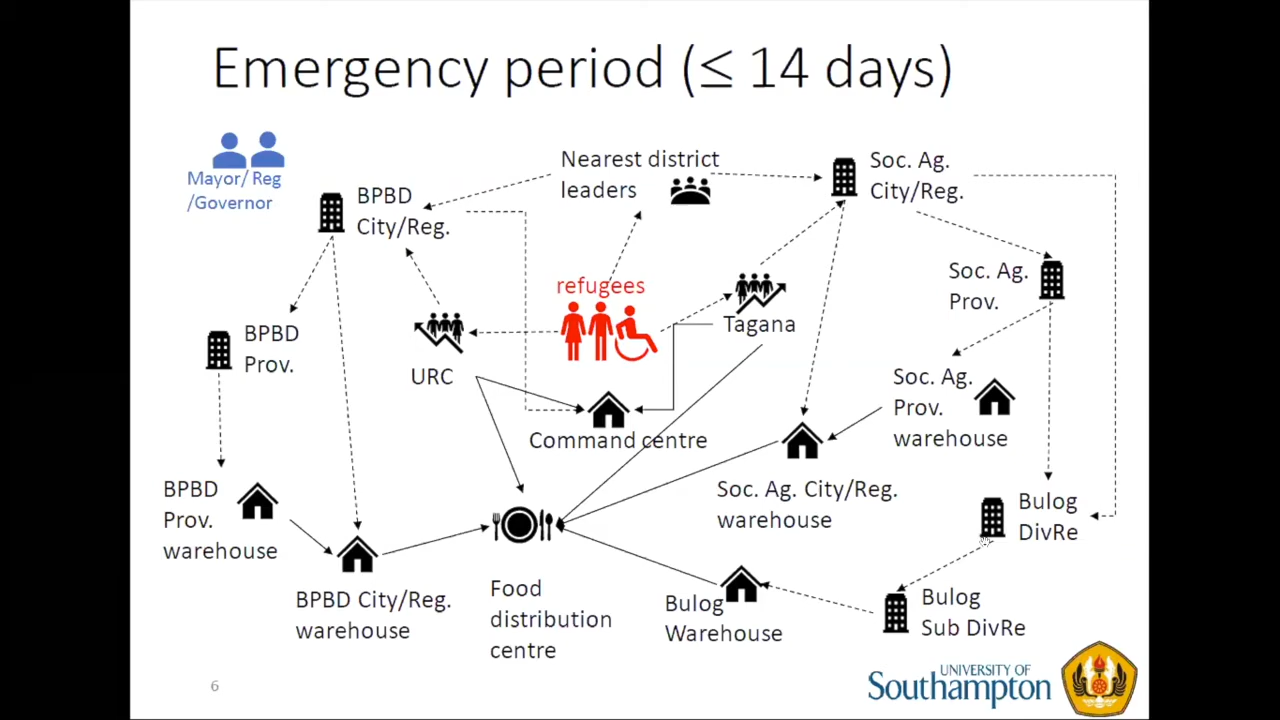 Emergency period (≤ 14 days)
Mayor/ Reg
/Governor
BPBD
City/Reg.
Nearest district
leaders
Soc. Ag.
City/Reg.
refugees
Soc. Ag.
Prov.
BPBD
Prov.
URC
Tagana
Command centre
Soc. Ag.
Prov.
warehouse
BPBD
Prov.
warehouse
Soc. Ag. City/Reg.
warehouse
Bulog
DivRe
BPBD City/Reg.
warehouse
Food
distribution
centre
Bulog
Warehouse
Bulog
Sub DivRe
6
UNIVERSITY OF
Southampton